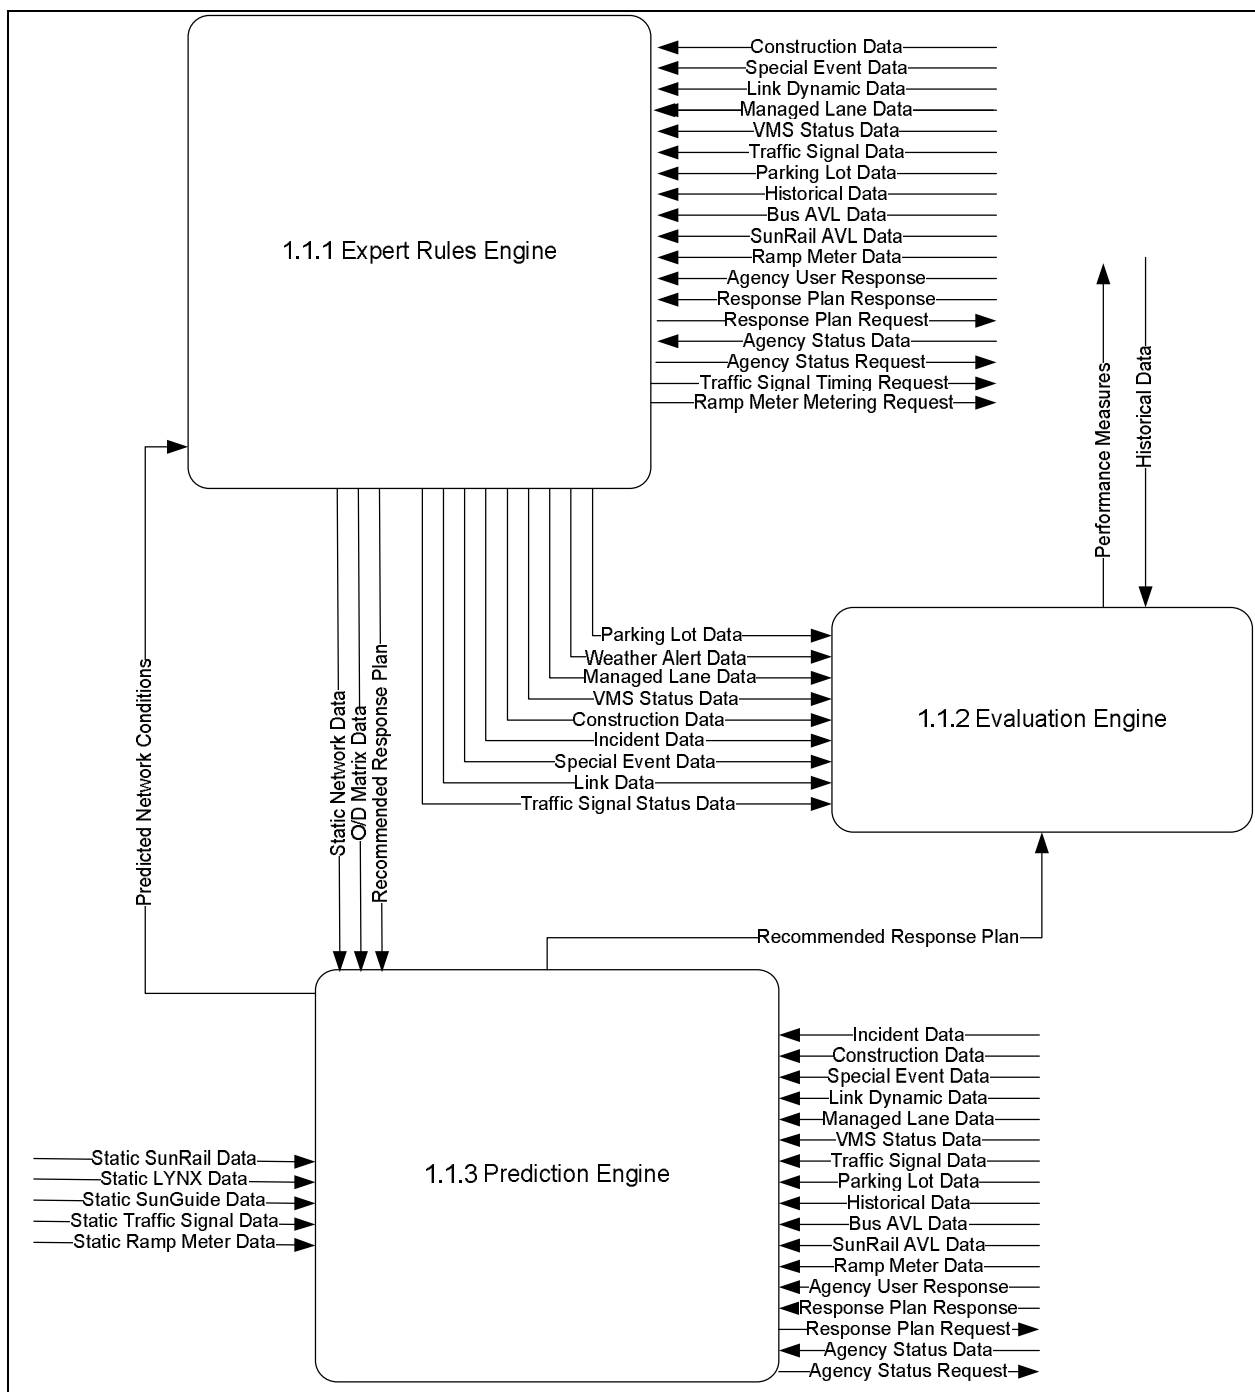 Construction Data
Special Event Data
Link Dynamic Data
Managed Lane Data
VMS Status Data
Traffic Signal Data
Parking Lot Data
Historical Data
Bus AVL Data
SunRail AVL Data
Ramp Meter Data
Agency User Response
Response Plan Response
Response Plan Request
Agency Status Data
Agency Status Request
Traffic Signal Timing Request
Ramp Meter Metering Request
1.1.1 Expert Rules Engine
Performance Measures
Historical Data
Predicted Network Conditions
Static Network Data
O/D Matrix Data
Recommended Response Plan
Parking Lot Data
Weather Alert Data
Managed Lane Data
VMS Status Data
Construction Data
Incident Data
Special Event Data
Link Data
Traffic Signal Status Data
1.1.2 Evaluation Engine
Recommended Response Plan
Static SunRail Data
Static LYNX Data
Static SunGuide Data
Static Traffic Signal Data
Static Ramp Meter Data
1.1.3 Prediction Engine
Incident Data
Construction Data
Special Event Data
Link Dynamic Data
Managed Lane Data
VMS Status Data
Traffic Signal Data
Parking Lot Data
Historical Data
Bus AVL Data
SunRail AVL Data
Ramp Meter Data
Agency User Response
Response Plan Response
Response Plan Request
Agency Status Data
Agency Status Request